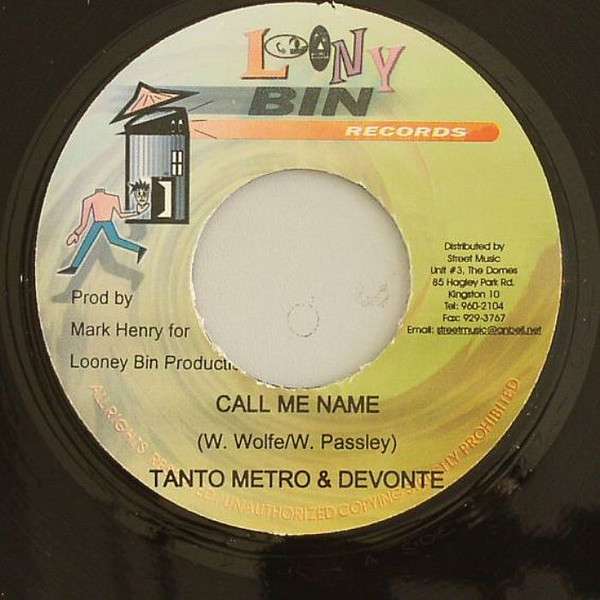 LOONY
BIN
RECORDS
Distributed by
Street Music
Unit #3, The Domes
85 Hagley Park Rd.
Kingston 10
Tel: 960-2104
Fax: 929-3767
Email: streetmusic@anbell.net
Prod by
Mark Henry for
Looney Bin
CALL ME NAME
(W. Wolfe/W. Passley)
TANTO METRO & DEVONTE
ALL RIGHTS UNAUTHORIZED COPYING STRICTLY PROHIBITED